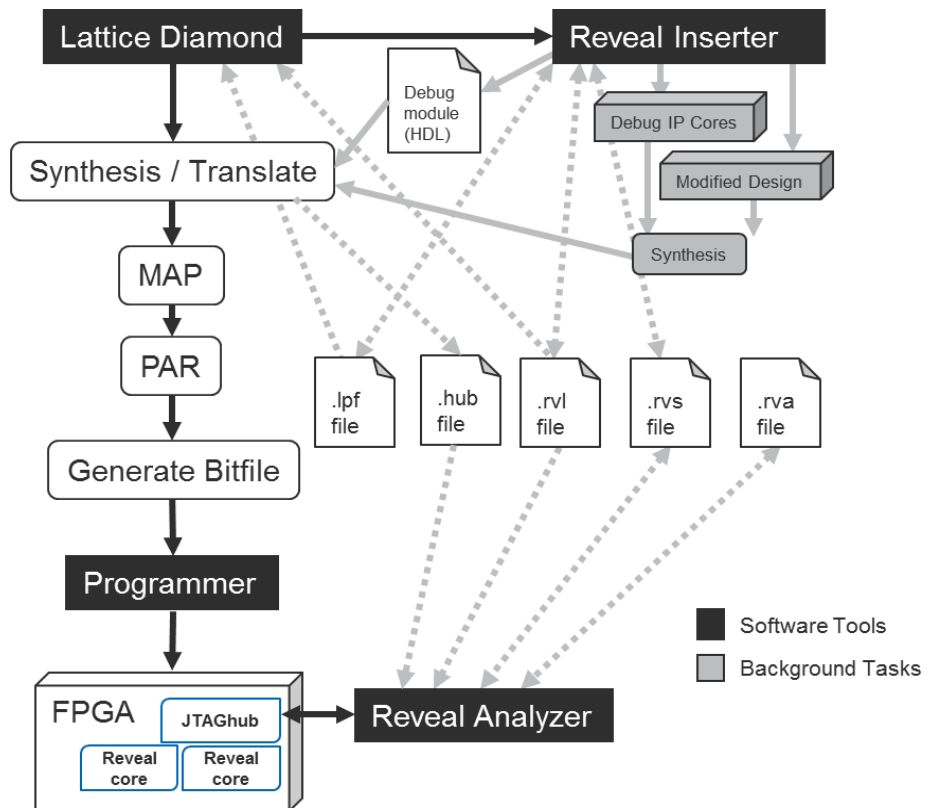 Lattice Diamond
Reveal Inserter
Debug
module
(HDL)
Debug IP Cores
Synthesis / Translate
Modified Design
Synthesis
MAP
PAR
.lpf
file
.hub
file
.rvl
file
.rvs
file
.rva
file
Generate Bitfile
Programmer
Software Tools
Background Tasks
FPGA
JTAGhub
Reveal
core
Reveal
core
Reveal Analyzer